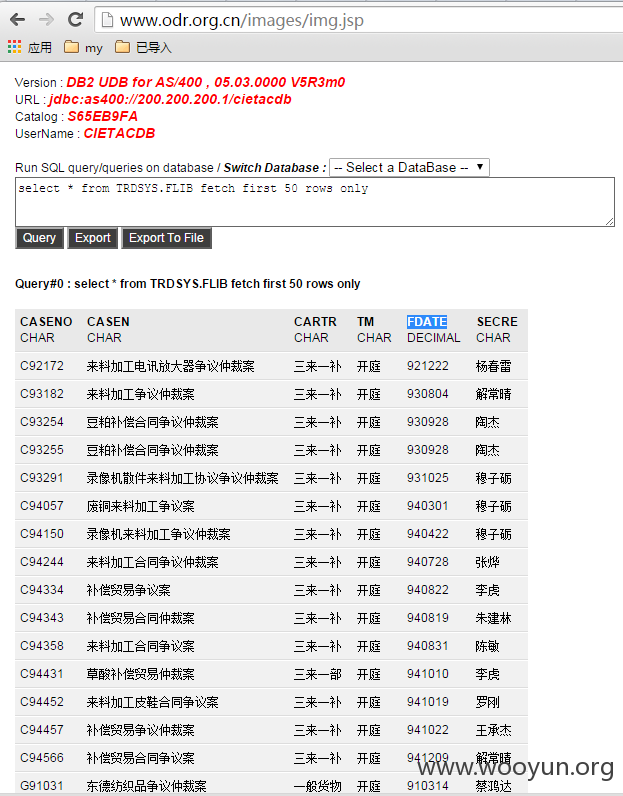 www.odr.org.cn/images/img.jsp
应用 my 已导入
Version : DB2 UDB for AS/400 , 05.03.0000 V5R3m0
URL : jdbc:as400://200.200.200.1/cietacdb
Catalog : S65EB9FA
UserName : CIETACDB
Run SQL query/queries on database / Switch Database : -- Select a DataBase --
select * from TRDSYS.FLIB fetch first 50 rows only
Query Export Export To File
Query#0 : select * from TRDSYS.FLIB fetch first 50 rows only
CASENO CASEN CARTR TM FDATE SECRE
CHAR CHAR CHAR CHAR DECIMAL CHAR
C92172 来料加工电讯放大器争议仲裁案 三来一补 开庭 921222 杨春雷
C93182 来料加工争议仲裁案 三来一补 开庭 930804 解常晴
C93254 豆粕补偿合同争议仲裁案 三来一补 开庭 930928 陶杰
C93255 豆粕补偿合同争议仲裁案 三来一补 开庭 930928 陶杰
C93291 录像机散件来料加工协议争议仲裁案 三来一补 开庭 931025 穆子砺
C94057 废铜来料加工争议案 三来一补 开庭 940301 穆子砺
C94150 录像机来料加工争议仲裁案 三来一补 开庭 940422 穆子砺
C94244 来料加工合同争议仲裁案 三来一补 开庭 940728 张烨
C94334 补偿贸易争议案 三来一补 开庭 940822 李虎
C94343 补偿贸易合同仲裁案 三来一补 开庭 940819 朱建林
C94358 来料加工合同争议案 三来一补 开庭 940831 陈敏
C94431 草酸补偿贸易仲裁案 三来一部 开庭 941010 李虎
C94452 来料加工皮鞋合同争议案 三来一补 开庭 941019 罗刚
C94457 补偿贸易争议仲裁案 三来一补 开庭 941022 王承杰
C94566 补偿贸易合同争议仲裁案 三来一补 开庭 941209 解常晴
www.wooyun.org
G91031 东德纺织品争议仲裁案 一般货物 开庭 910314 蔡鸿达